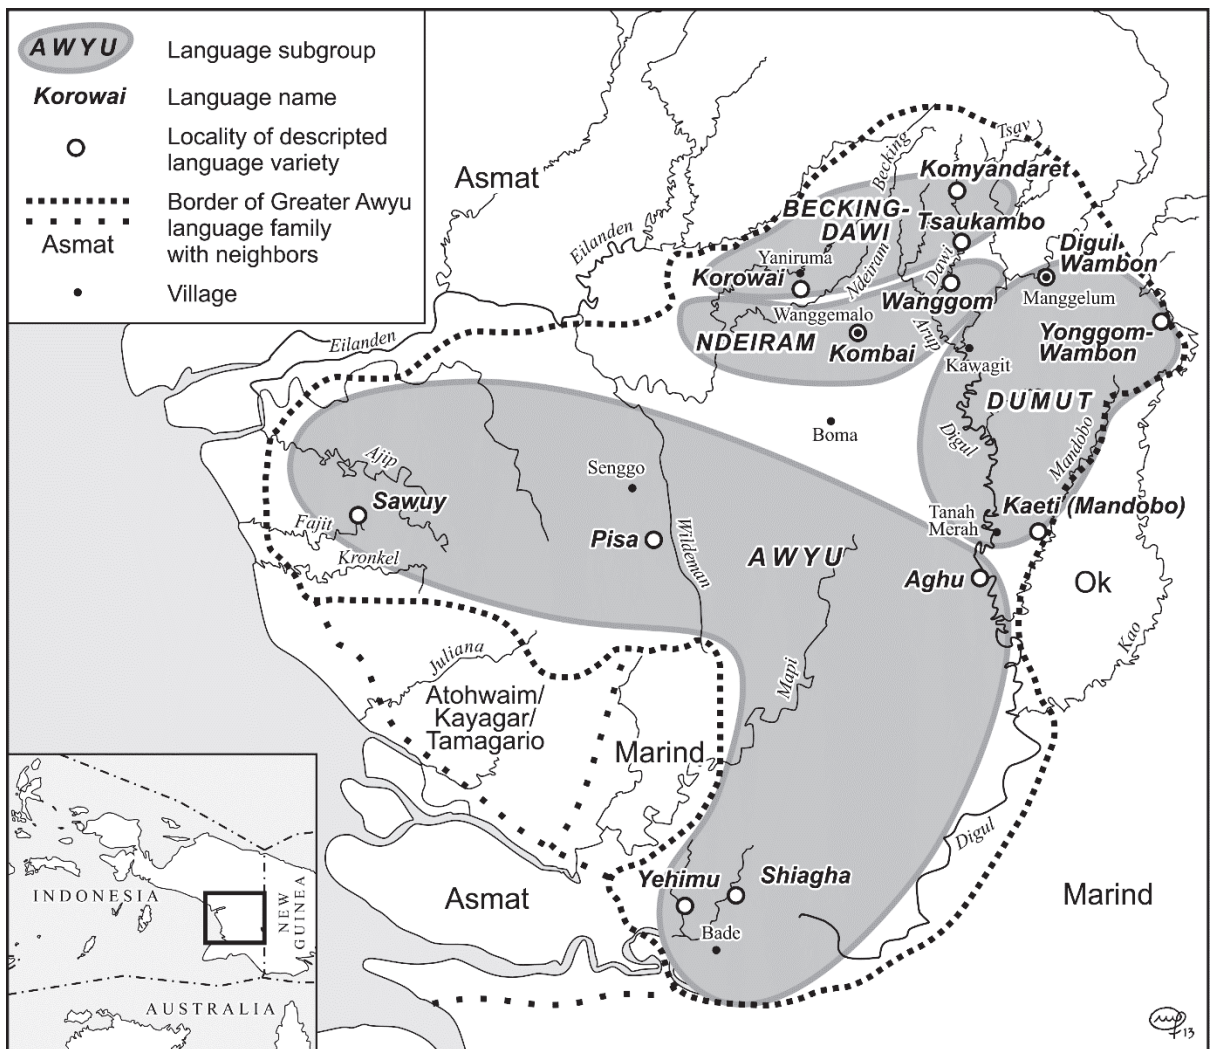 AWYU
Language subgroup
Korowai
Language name
Locality of descripted
language variety
Border of Greater Awyu
language family
with neighbors
Asmat
Village
Asmat
Tsay
Becking
Komyandaret
BECKING-
DAWI
Tsaukambo
Eilanden
Yaniruma
Ndeiram
Dawi
Digul
Wambon
Korowai
Wanggom
Manggelum
Wanggemalo
NDEIRAM
Kombai
Arup
Yonggom-
Wambon
Eilanden
Kawagit
DUMUT
Boma
Digul
Mandobo
Ajip
Senggo
Sawuy
Fajit
Pisa
Wildeman
Tanah
Merah
Kaeti (Mandobo)
Kronkel
AWYU
Aghu
Ok
Kao
Juliana
Mapi
Atohwaim/
Kayagar/
Tamagario
Marind
Digul
Yehimu
Shiagha
Asmat
Bade
Marind
INDONESIA
NEW
GUINEA
AUSTRALIA
13